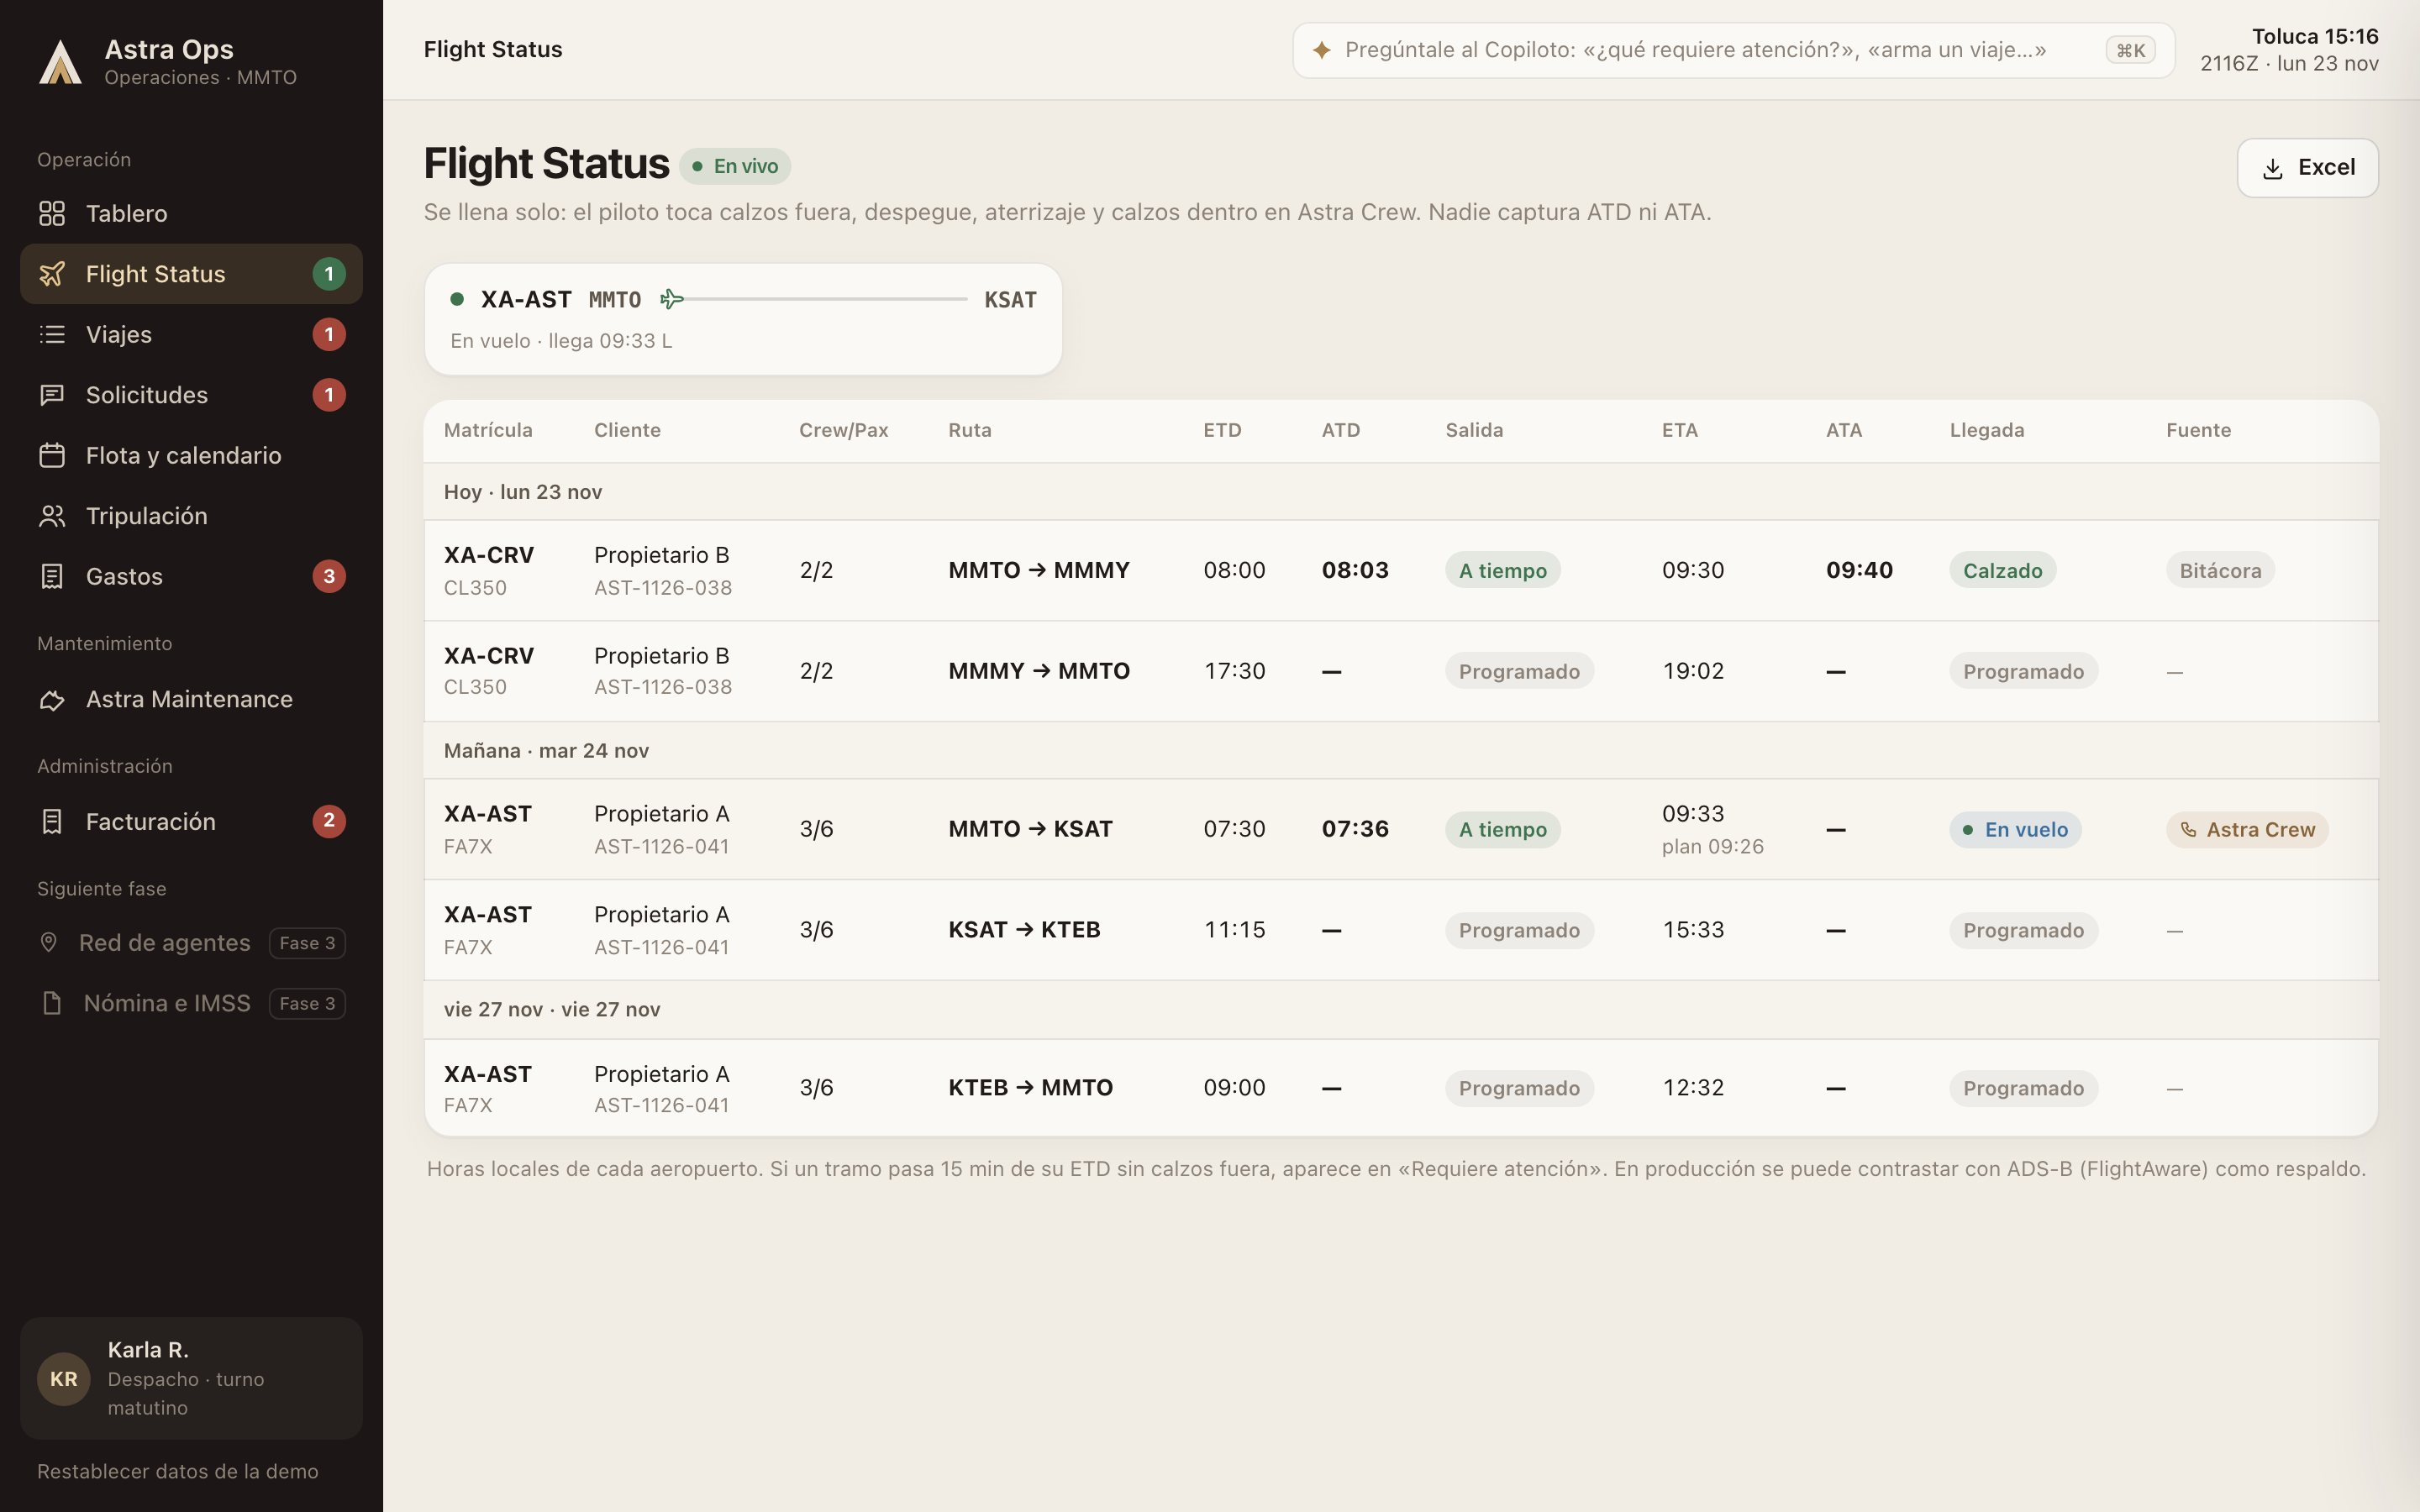 Astra Ops
Operaciones · MMTO
Operación
Tablero
Flight Status 1
Viajes 1
Solicitudes 1
Flota y calendario
Tripulación
Gastos 3
Mantenimiento
Astra Maintenance
Administración
Facturación 2
Siguiente fase
Red de agentes Fase 3
Nómina e IMSS Fase 3
KR
Karla R.
Despacho · turno
matutino
Restablecer datos de la demo
Flight Status
Pregúntale al Copiloto: «¿qué requiere atención?», «arma un viaje...» ⌘K
Toluca 15:16
2116Z · lun 23 nov
Flight Status En vivo
Excel
Se llena solo: el piloto toca calzos fuera, despegue, aterrizaje y calzos dentro en Astra Crew. Nadie captura ATD ni ATA.
XA-AST MMTO KSAT
En vuelo · llega 09:33 L
Matrícula Cliente Crew/Pax Ruta ETD ATD Salida ETA ATA Llegada Fuente
Hoy · lun 23 nov
XA-CRV Propietario B 2/2 MMTO → MMMY 08:00 08:03 A tiempo 09:30 09:40 Calzado Bitácora
CL350 AST-1126-038
XA-CRV Propietario B 2/2 MMMY → MMTO 17:30 — Programado 19:02 — Programado —
CL350 AST-1126-038
Mañana · mar 24 nov
XA-AST Propietario A 3/6 MMTO → KSAT 07:30 07:36 A tiempo 09:33 — En vuelo Astra Crew
FA7X AST-1126-041 plan 09:26
XA-AST Propietario A 3/6 KSAT → KTEB 11:15 — Programado 15:33 — Programado —
FA7X AST-1126-041
vie 27 nov · vie 27 nov
XA-AST Propietario A 3/6 KTEB → MMTO 09:00 — Programado 12:32 — Programado —
FA7X AST-1126-041
Horas locales de cada aeropuerto. Si un tramo pasa 15 min de su ETD sin calzos fuera, aparece en «Requiere atención». En producción se puede contrastar con ADS-B (FlightAware) como respaldo.